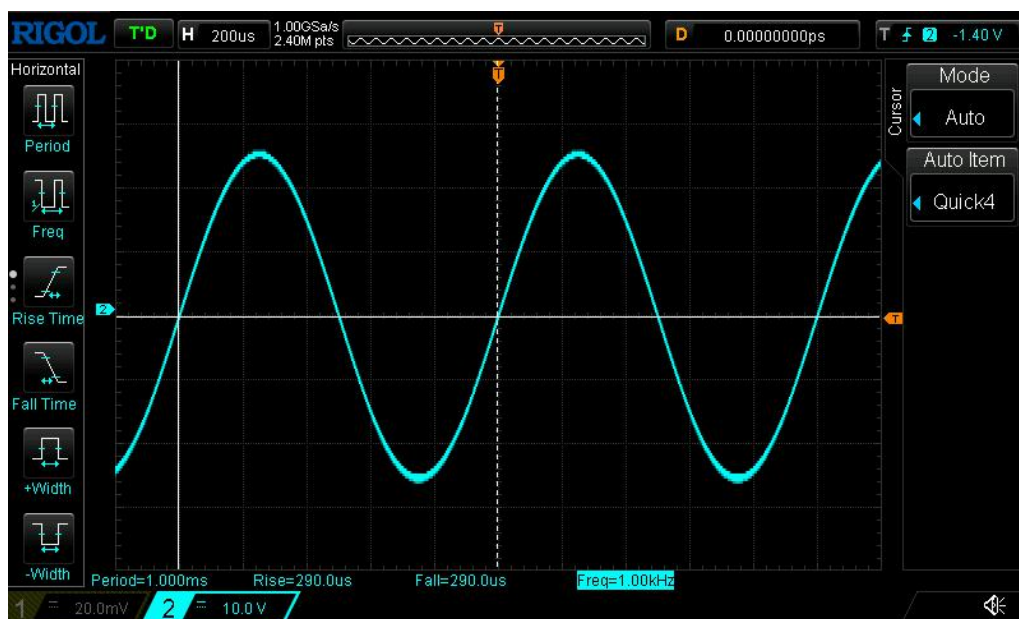 RIGOL T'D H 200us 1.00GSa/s 2.40M pts T D 0.00000000ps T 2 -1.40 V
Horizontal
Period
Freq
Rise Time
Fall Time
+Width
-Width
T
2
T
Period=1.000ms Rise=290.0us Fall=290.0us Freq=1.00kHz
1 = 20.0mV 2 = 10.0 V
Cursor
Mode
Auto
Auto Item
Quick4